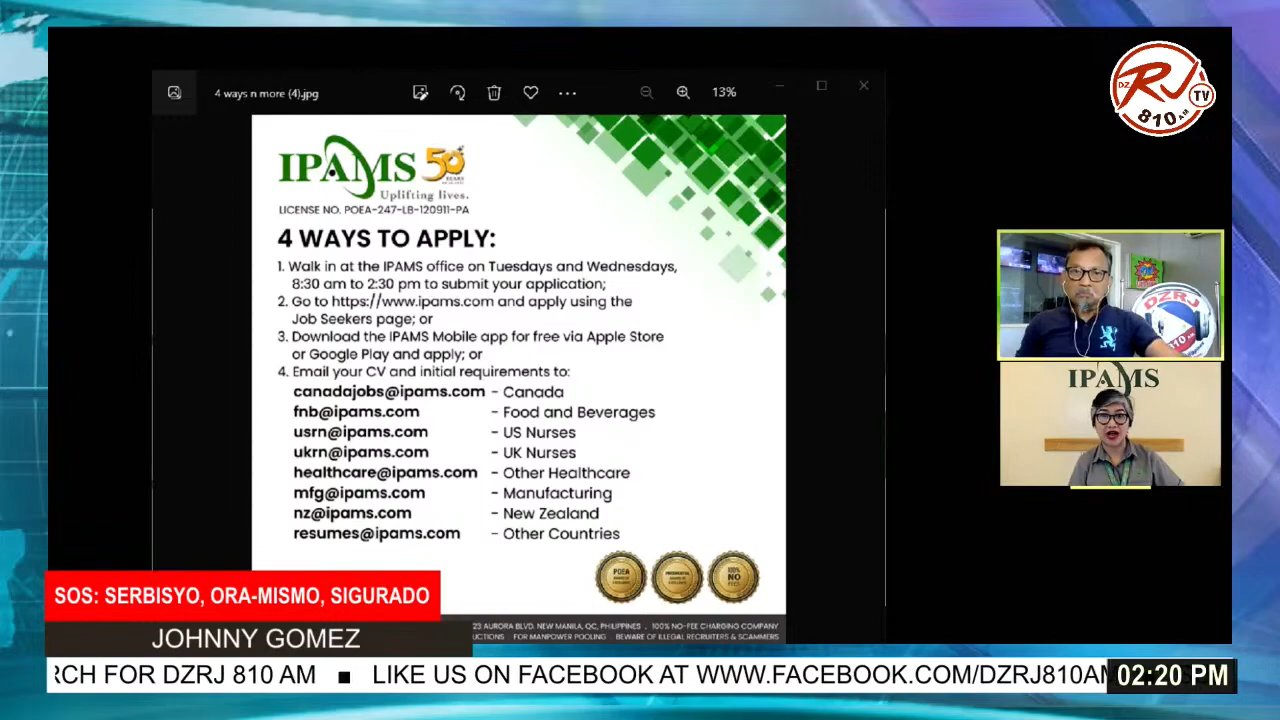 4 ways n more (4).jpg
13%
DZ RJ TV
810 AM
IPAMS 50 YEARS
Uplifting lives.
LICENSE NO. POEA-247-LB-120911-PA
4 WAYS TO APPLY:
1. Walk in at the IPAMS office on Tuesdays and Wednesdays,
8:30 am to 2:30 pm to submit your application;
2. Go to https://www.ipams.com and apply using the
Job Seekers page; or
3. Download the IPAMS Mobile app for free via Apple Store
or Google Play and apply; or
4. Email your CV and initial requirements to:
canadajobs@ipams.com - Canada
fnb@ipams.com - Food and Beverages
usrn@ipams.com - US Nurses
ukrn@ipams.com - UK Nurses
healthcare@ipams.com - Other Healthcare
mfg@ipams.com - Manufacturing
nz@ipams.com - New Zealand
resumes@ipams.com - Other Countries
POEA
100% NO FEES
DZRJ
810 AM
IPAMS
23 AURORA BLVD. NEW MANILA, QC, PHILIPPINES . 100% NO-FEE CHARGING COMPANY
UCTIONS FOR MANPOWER POOLING . BEWARE OF ILLEGAL RECRUITERS & SCAMMERS
SOS: SERBISYO, ORA-MISMO, SIGURADO
JOHNNY GOMEZ
RCH FOR DZRJ 810 AM ■ LIKE US ON FACEBOOK AT WWW.FACEBOOK.COM/DZRJ810AM
02:20 PM